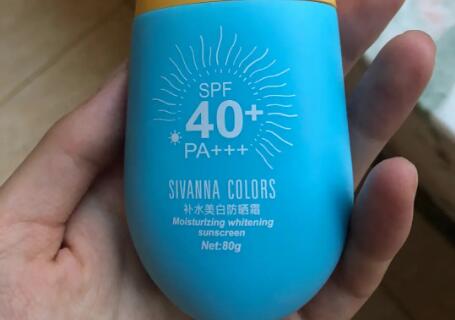 SPF
40+
PA+++
SIVANNA COLORS
补水美白防晒霜
Moisturizing whitening
sunscreen
Net:80g